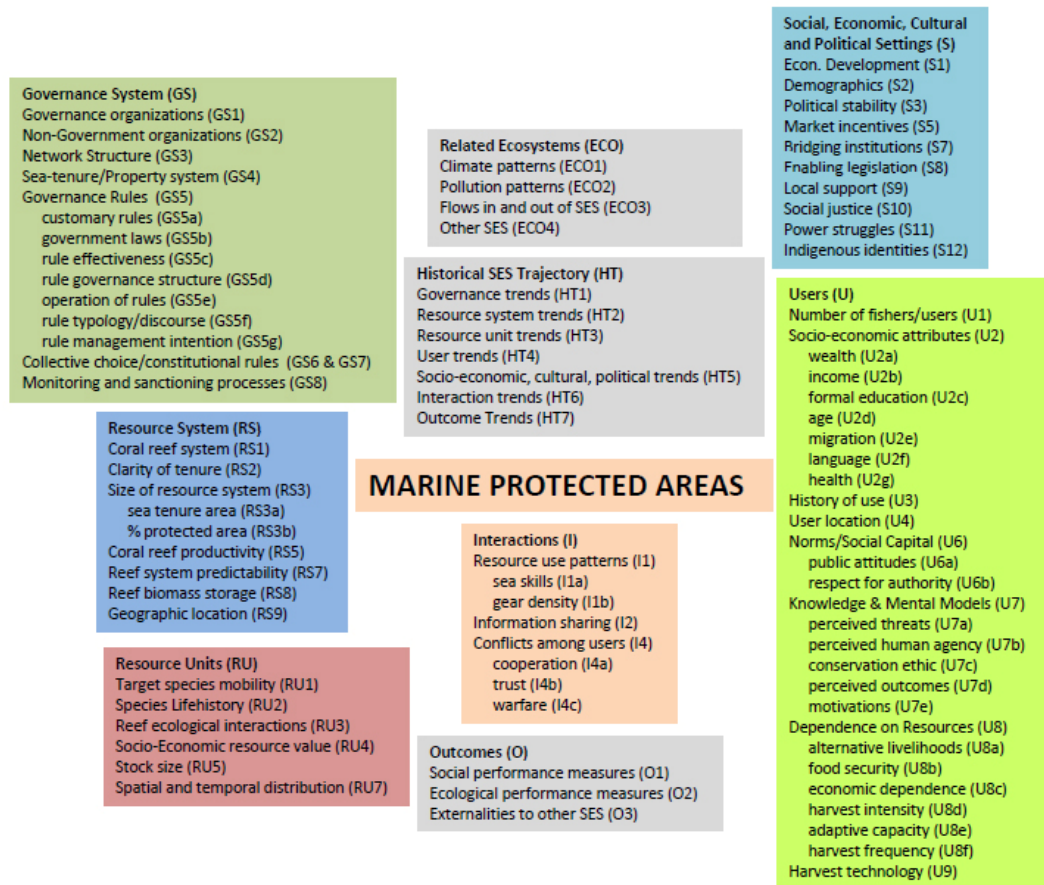 Social, Economic, Cultural
and Political Settings (S)
Econ. Development (S1)
Demographics (S2)
Political stability (S3)
Market incentives (S5)
Bridging institutions (S7)
Enabling legislation (S8)
Local support (S9)
Social justice (S10)
Power struggles (S11)
Indigenous identities (S12)
Governance System (GS)
Governance organizations (GS1)
Non-Government organizations (GS2)
Network Structure (GS3)
Sea-tenure/Property system (GS4)
Governance Rules (GS5)
customary rules (GS5a)
government laws (GS5b)
rule effectiveness (GS5c)
rule governance structure (GS5d)
operation of rules (GS5e)
rule typology/discourse (GS5f)
rule management intention (GS5g)
Collective choice/constitutional rules (GS6 & GS7)
Monitoring and sanctioning processes (GS8)
Related Ecosystems (ECO)
Climate patterns (ECO1)
Pollution patterns (ECO2)
Flows in and out of SES (ECO3)
Other SES (ECO4)
Historical SES Trajectory (HT)
Governance trends (HT1)
Resource system trends (HT2)
Resource unit trends (HT3)
User trends (HT4)
Socio-economic, cultural, political trends (HT5)
Interaction trends (HT6)
Outcome Trends (HT7)
Users (U)
Number of fishers/users (U1)
Socio-economic attributes (U2)
wealth (U2a)
income (U2b)
formal education (U2c)
age (U2d)
migration (U2e)
language (U2f)
health (U2g)
History of use (U3)
User location (U4)
Norms/Social Capital (U6)
public attitudes (U6a)
respect for authority (U6b)
Knowledge & Mental Models (U7)
perceived threats (U7a)
perceived human agency (U7b)
conservation ethic (U7c)
perceived outcomes (U7d)
motivations (U7e)
Dependence on Resources (U8)
alternative livelihoods (U8a)
food security (U8b)
economic dependence (U8c)
harvest intensity (U8d)
adaptive capacity (U8e)
harvest frequency (U8f)
Harvest technology (U9)
Resource System (RS)
Coral reef system (RS1)
Clarity of tenure (RS2)
Size of resource system (RS3)
sea tenure area (RS3a)
% protected area (RS3b)
Coral reef productivity (RS5)
Reef system predictability (RS7)
Reef biomass storage (RS8)
Geographic location (RS9)
MARINE PROTECTED AREAS
Interactions (I)
Resource use patterns (I1)
sea skills (I1a)
gear density (I1b)
Information sharing (I2)
Conflicts among users (I4)
cooperation (I4a)
trust (I4b)
warfare (I4c)
Resource Units (RU)
Target species mobility (RU1)
Species Lifehistory (RU2)
Reef ecological interactions (RU3)
Socio-Economic resource value (RU4)
Stock size (RU5)
Spatial and temporal distribution (RU7)
Outcomes (O)
Social performance measures (O1)
Ecological performance measures (O2)
Externalities to other SES (O3)